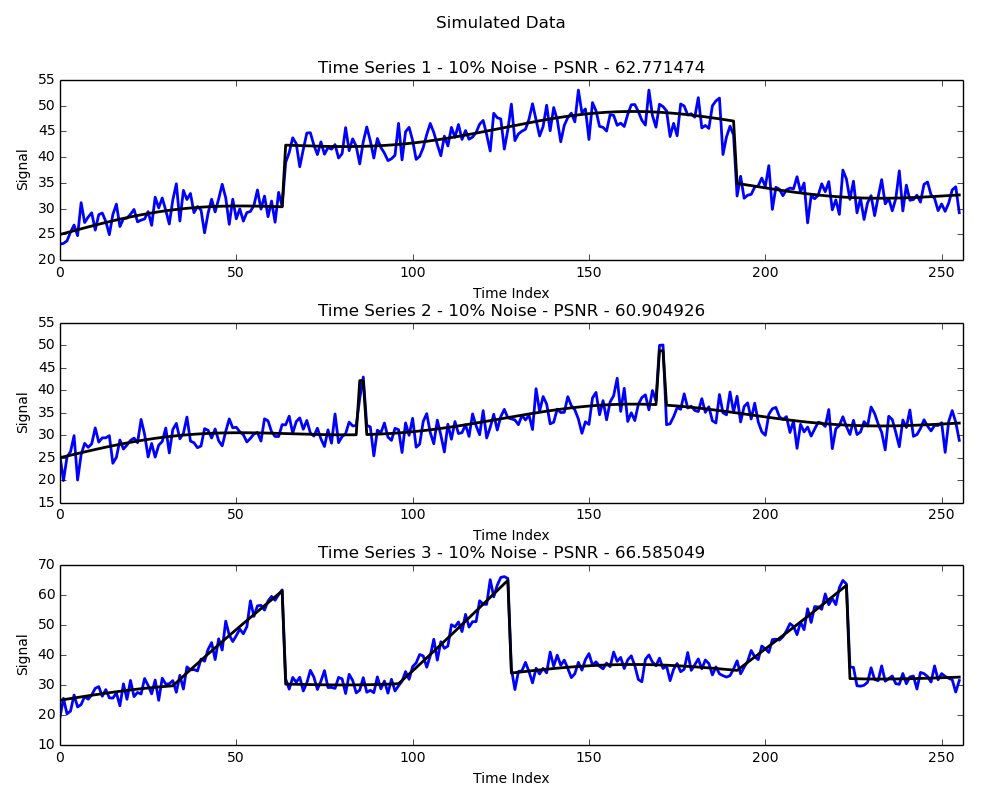 Simulated Data
Time Series 1 - 10% Noise - PSNR - 62.771474
55
50
45
40
35
30
25
20
Signal
0 50 100 150 200 250
Time Index
Time Series 2 - 10% Noise - PSNR - 60.904926
55
50
45
40
35
30
25
20
15
Signal
0 50 100 150 200 250
Time Index
Time Series 3 - 10% Noise - PSNR - 66.585049
70
60
50
40
30
20
10
Signal
0 50 100 150 200 250
Time Index